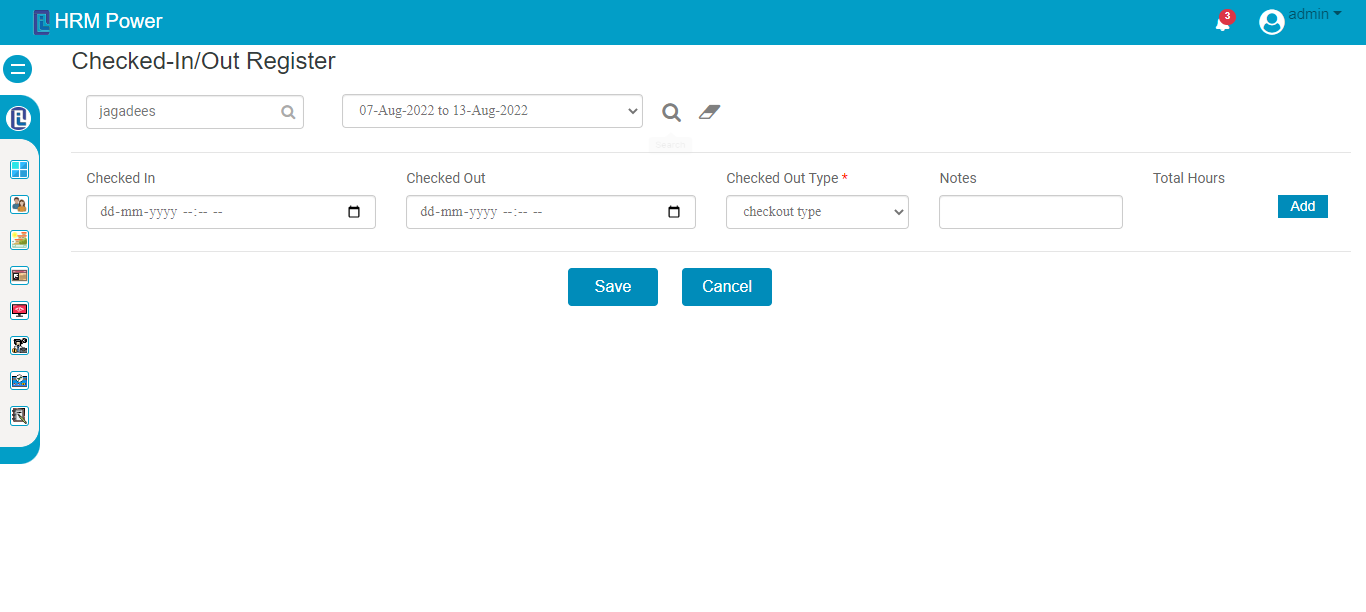 HRM Power
3
admin
Checked-In/Out Register
jagadees
07-Aug-2022 to 13-Aug-2022
Search
Checked In
Checked Out
Checked Out Type *
Notes
Total Hours
dd-mm-yyyy --:-- --
dd-mm-yyyy --:-- --
checkout type
Add
Save
Cancel